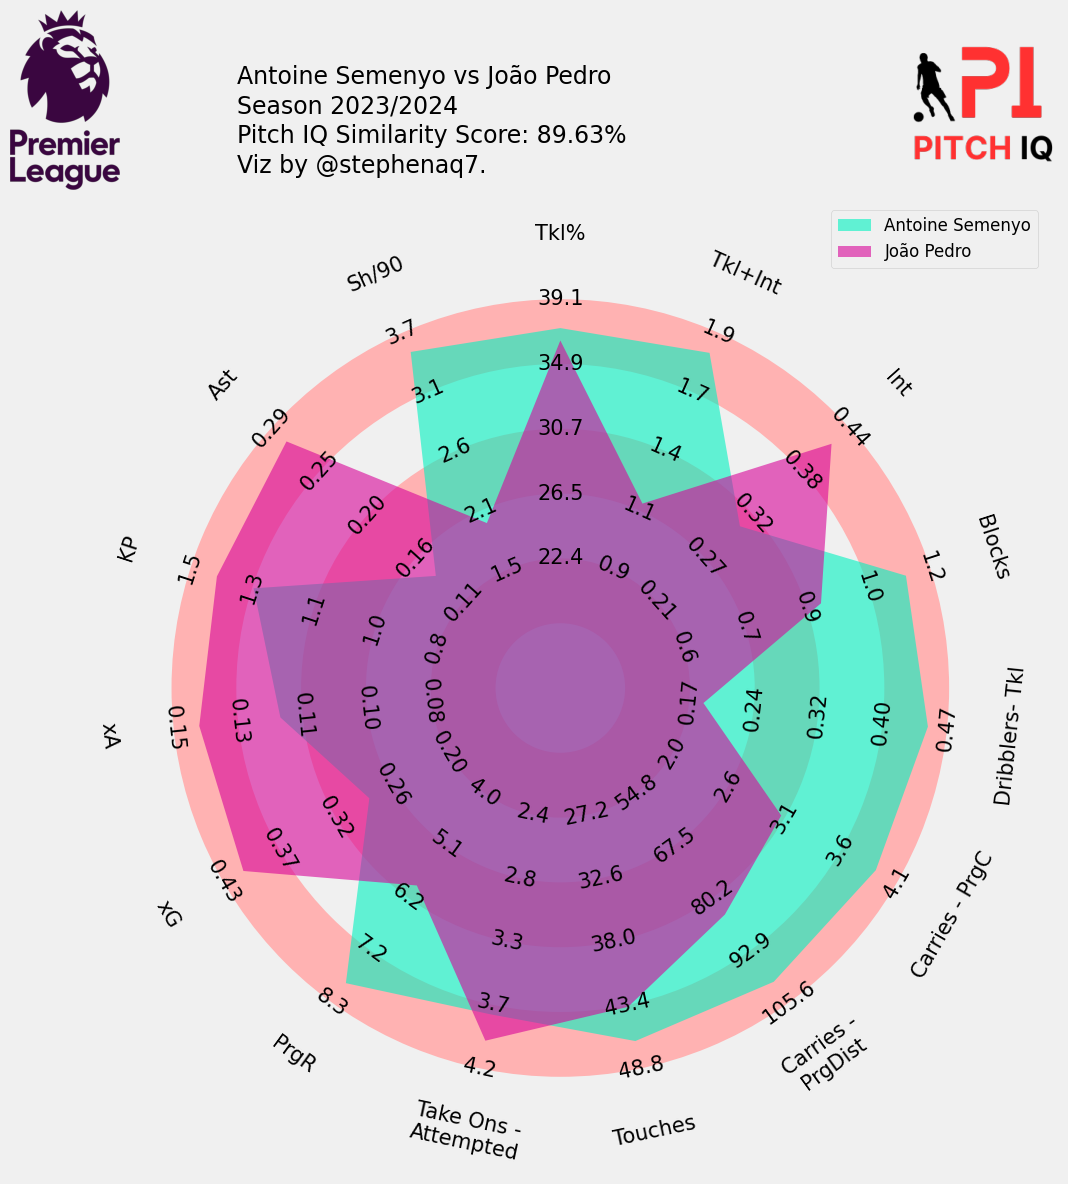 Premier
League
Antoine Semenyo vs João Pedro
Season 2023/2024
Pitch IQ Similarity Score: 89.63%
Viz by @stephenaq7.
PI
PITCH IQ
Antoine Semenyo
João Pedro
Tkl%
22.4
26.5
30.7
34.9
39.1
Tkl+Int
0.9
1.1
1.4
1.7
1.9
Int
0.21
0.27
0.32
0.38
0.44
Blocks
0.6
0.7
0.9
1.0
1.2
Dribblers- Tkl
0.17
0.24
0.32
0.40
0.47
Carries - PrgC
2.0
2.6
3.1
3.6
4.1
Carries -
PrgDist
54.8
67.5
80.2
92.9
105.6
Touches
27.2
32.6
38.0
43.4
48.8
Take Ons -
Attempted
2.4
2.8
3.3
3.7
4.2
PrgR
4.0
5.1
6.2
7.2
8.3
xG
0.20
0.26
0.32
0.37
0.43
xA
0.08
0.10
0.11
0.13
0.15
KP
0.8
1.0
1.1
1.3
1.5
Ast
0.11
0.16
0.20
0.25
0.29
Sh/90
1.5
2.1
2.6
3.1
3.7